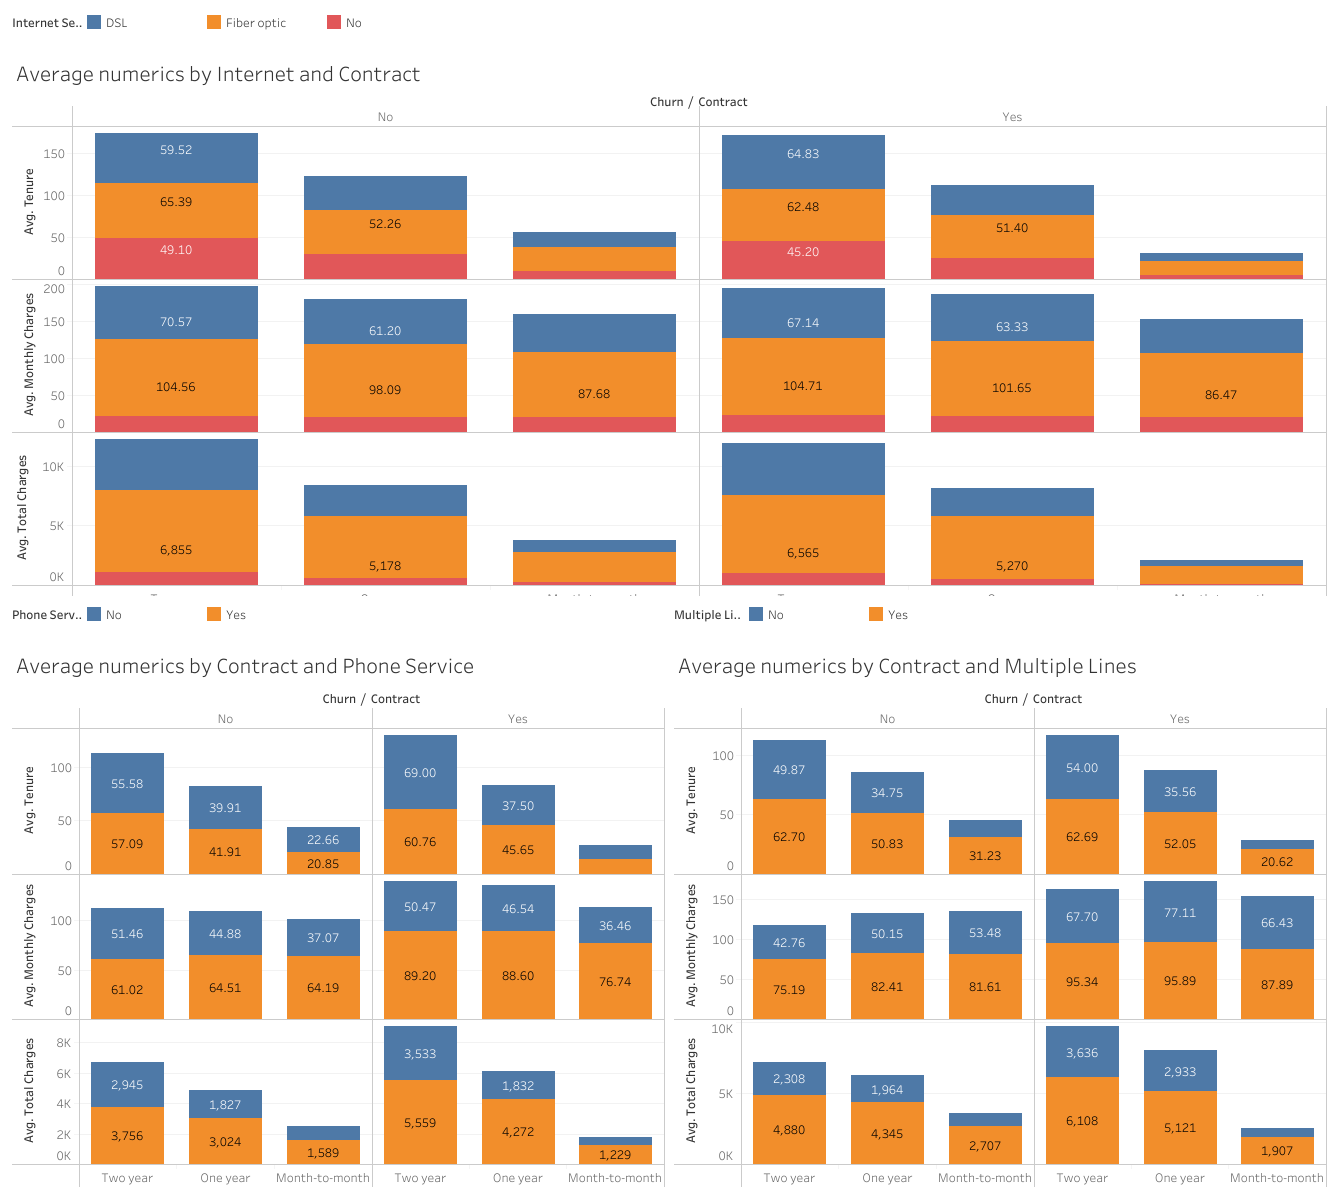 Internet Se.. DSL Fiber optic No
Average numerics by Internet and Contract
Churn / Contract
No Yes
Avg. Tenure
150
100
50
0
59.52 64.83
65.39 52.26 62.48 51.40
49.10 45.20
Avg. Monthly Charges
200
150
100
50
0
70.57 61.20 67.14 63.33
104.56 98.09 87.68 104.71 101.65 86.47
Avg. Total Charges
10K
5K
0K
6,855 5,178 6,565 5,270
Phone Serv.. No Yes
Average numerics by Contract and Phone Service
Churn / Contract
No Yes
Avg. Tenure
100
50
0
55.58 39.91 22.66 69.00 37.50
57.09 41.91 20.85 60.76 45.65
Avg. Monthly Charges
100
50
0
51.46 44.88 37.07 50.47 46.54 36.46
61.02 64.51 64.19 89.20 88.60 76.74
Avg. Total Charges
8K
6K
4K
2K
0K
2,945 1,827 3,533 1,832
3,756 3,024 1,589 5,559 4,272 1,229
Two year One year Month-to-month Two year One year Month-to-month
Multiple Li.. No Yes
Average numerics by Contract and Multiple Lines
Churn / Contract
No Yes
Avg. Tenure
100
50
0
49.87 34.75 54.00 35.56
62.70 50.83 31.23 62.69 52.05 20.62
Avg. Monthly Charges
150
100
50
0
42.76 50.15 53.48 67.70 77.11 66.43
75.19 82.41 81.61 95.34 95.89 87.89
Avg. Total Charges
10K
5K
0K
2,308 1,964 3,636 2,933
4,880 4,345 2,707 6,108 5,121 1,907
Two year One year Month-to-month Two year One year Month-to-month